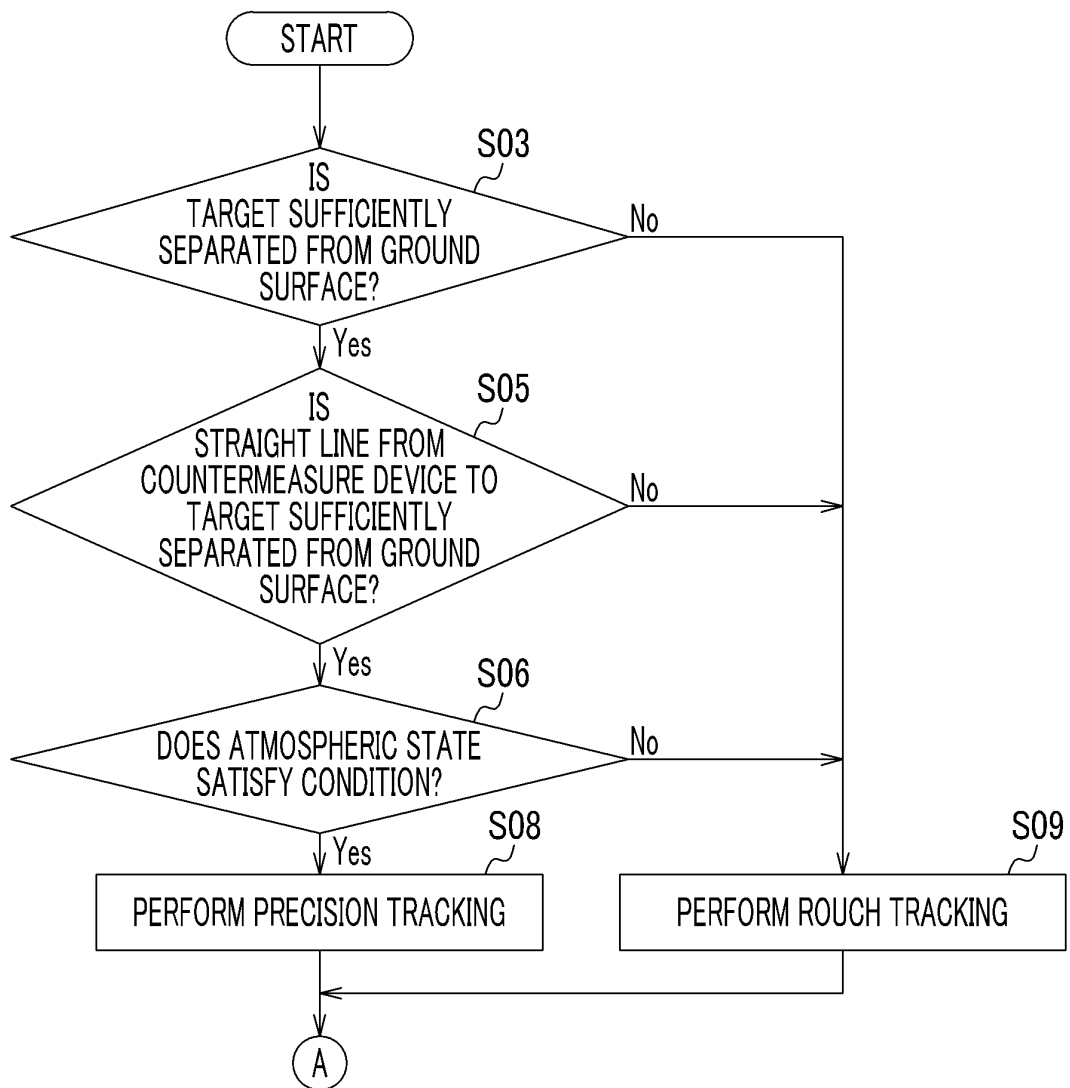 START
S03
IS
TARGET SUFFICIENTLY
SEPARATED FROM GROUND
SURFACE?
No
Yes
S05
IS
STRAIGHT LINE FROM
COUNTERMEASURE DEVICE TO
TARGET SUFFICIENTLY
SEPARATED FROM GROUND
SURFACE?
No
Yes
S06
DOES ATMOSPHERIC STATE
SATISFY CONDITION?
No
Yes
S08
PERFORM PRECISION TRACKING
S09
PERFORM ROUCH TRACKING
A